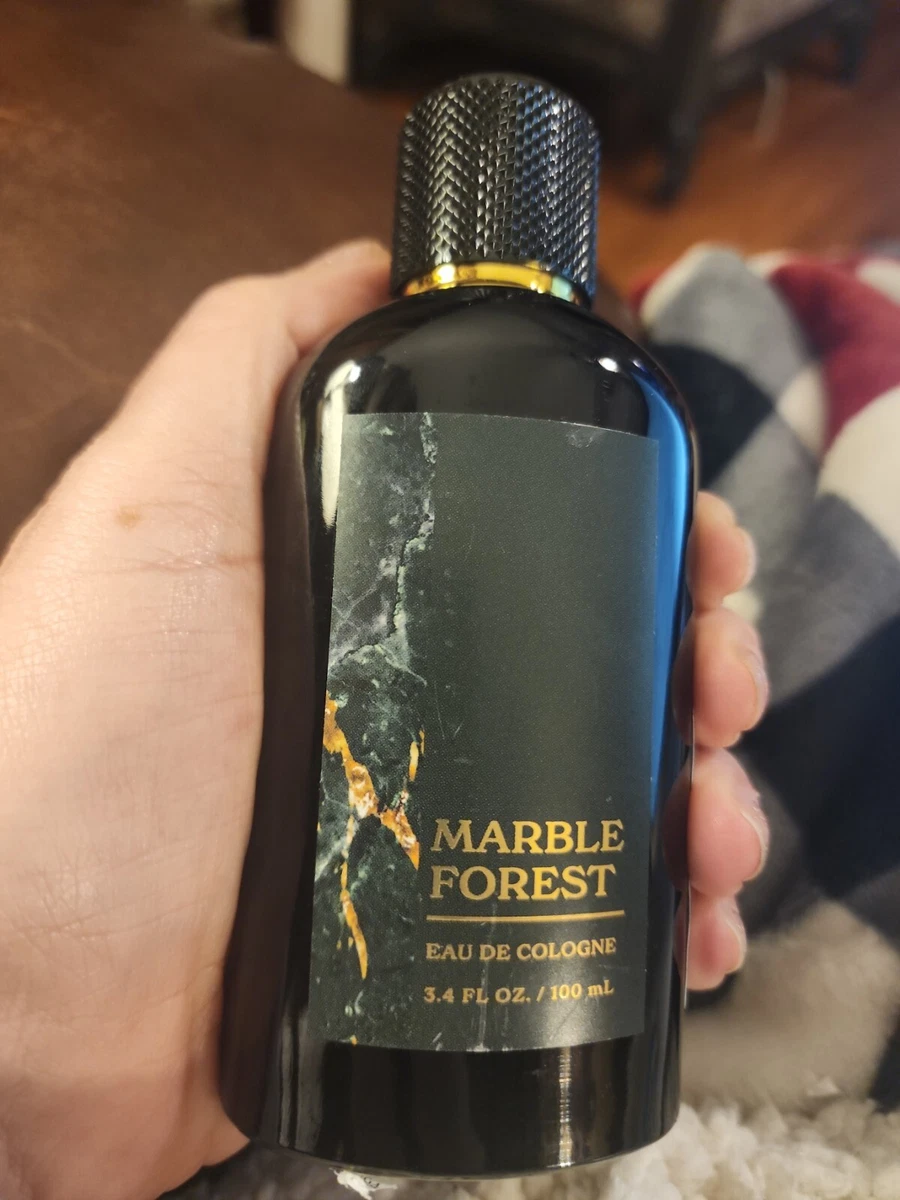 MARBLE
FOREST
EAU DE COLOGNE
3.4 FL OZ. / 100 mL